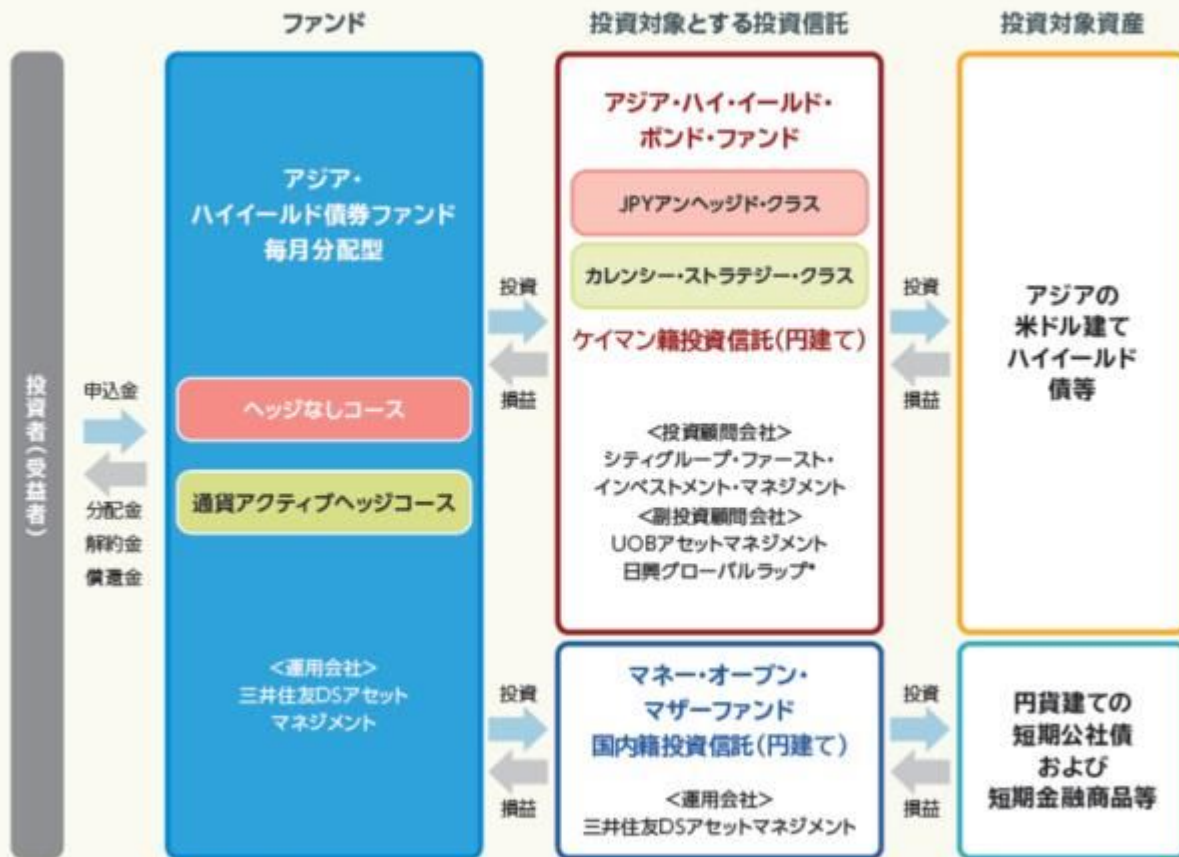 ファンド
投資対象とする投資信託
投資対象資産
投資者(受益者)
申込金
分配金
解約金
償還金
アジア・
ハイイールド債券ファンド
毎月分配型
ヘッジなしコース
通貨アクティブヘッジコース
<運用会社>
三井住友DSアセット
マネジメント
投資
損益
投資
損益
アジア・ハイ・イールド・
ボンド・ファンド
JPYアンヘッジド・クラス
カレンシー・ストラテジー・クラス
ケイマン籍投資信託(円建て)
<投資顧問会社>
シティグループ・ファースト・
インベストメント・マネジメント
<副投資顧問会社>
UOBアセットマネジメント
日興グローバルラップ*
マネー・オープン・
マザーファンド
国内籍投資信託(円建て)
<運用会社>
三井住友DSアセットマネジメント
投資
損益
投資
損益
アジアの
米ドル建て
ハイイールド
債等
円貨建ての
短期公社債
および
短期金融商品等